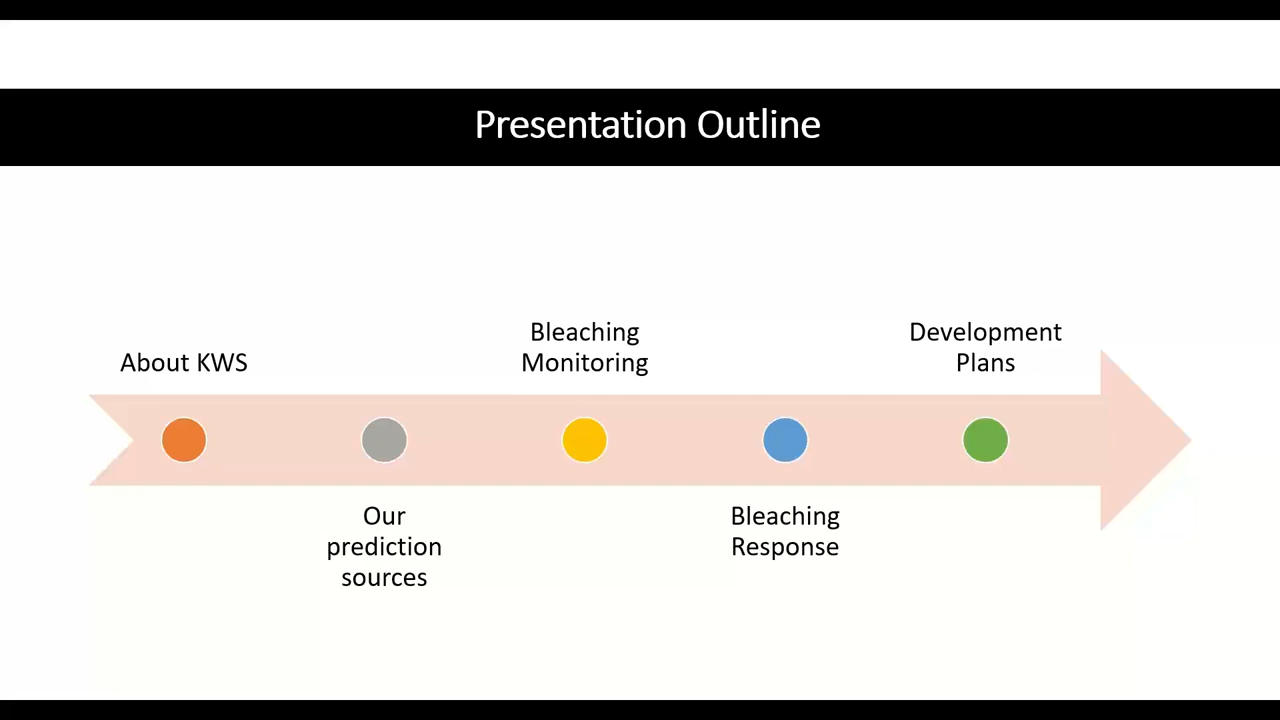 Presentation Outline
About KWS
Our
prediction
sources
Bleaching
Monitoring
Bleaching
Response
Development
Plans